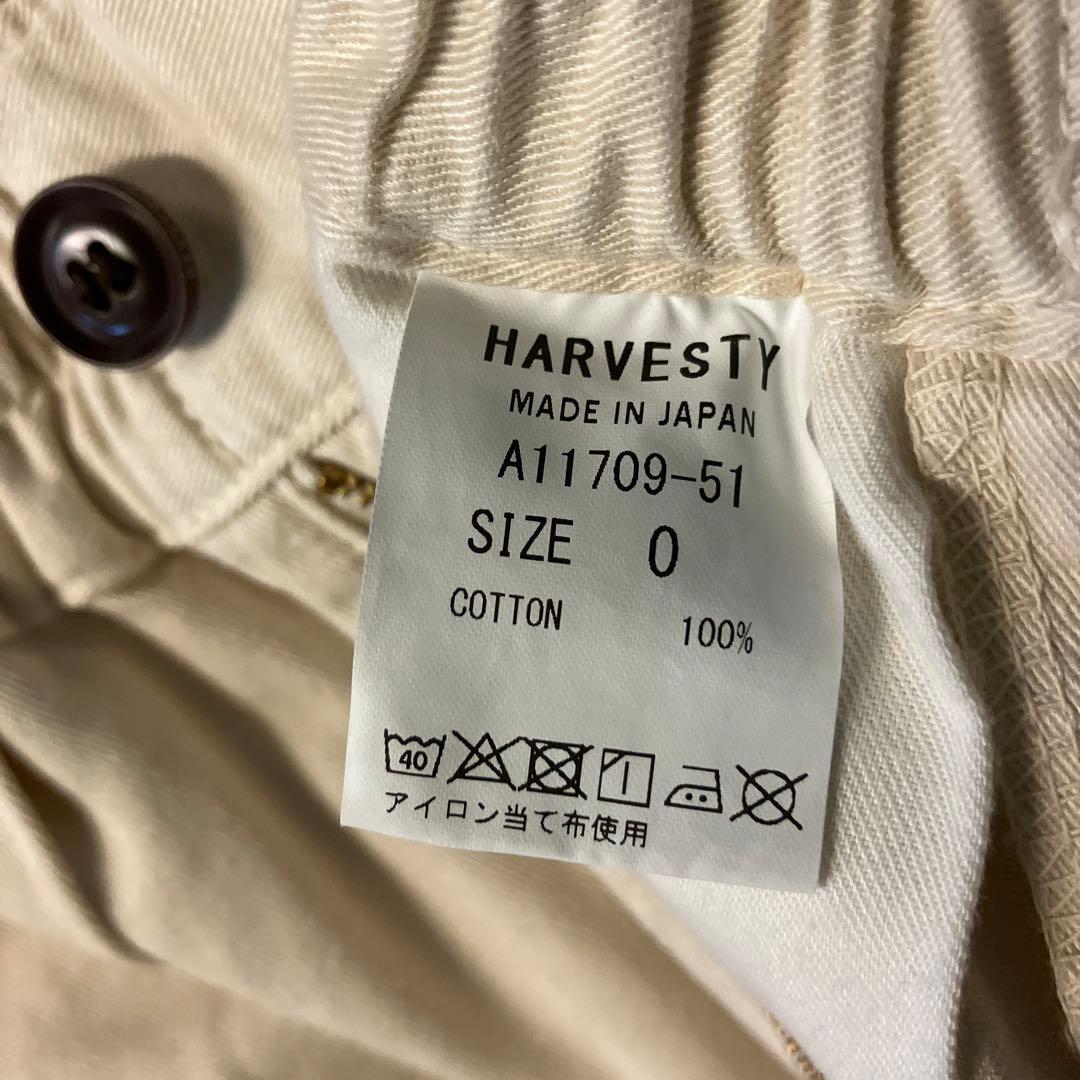 HARVESTY
MADE IN JAPAN
A11709-51
SIZE 0
COTTON 100%
40
アイロン当て布使用